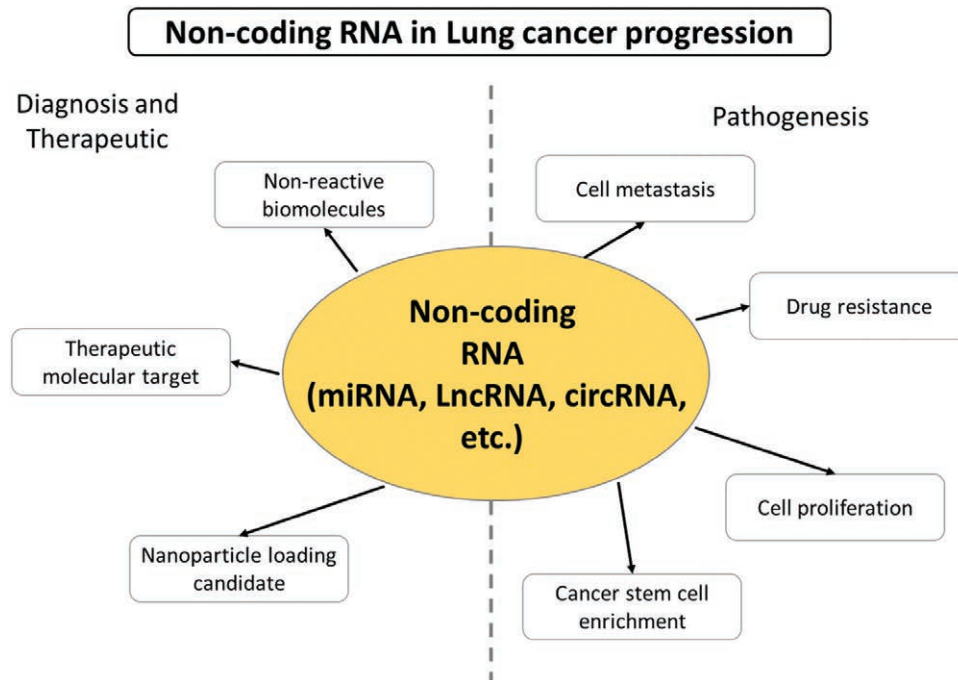 Non-coding RNA in Lung cancer progression
Diagnosis and
Therapeutic
Pathogenesis
Non-reactive
biomolecules
Cell metastasis
Drug resistance
Therapeutic
molecular target
Non-coding
RNA
(miRNA, LncRNA, circRNA,
etc.)
Cell proliferation
Nanoparticle loading
candidate
Cancer stem cell
enrichment